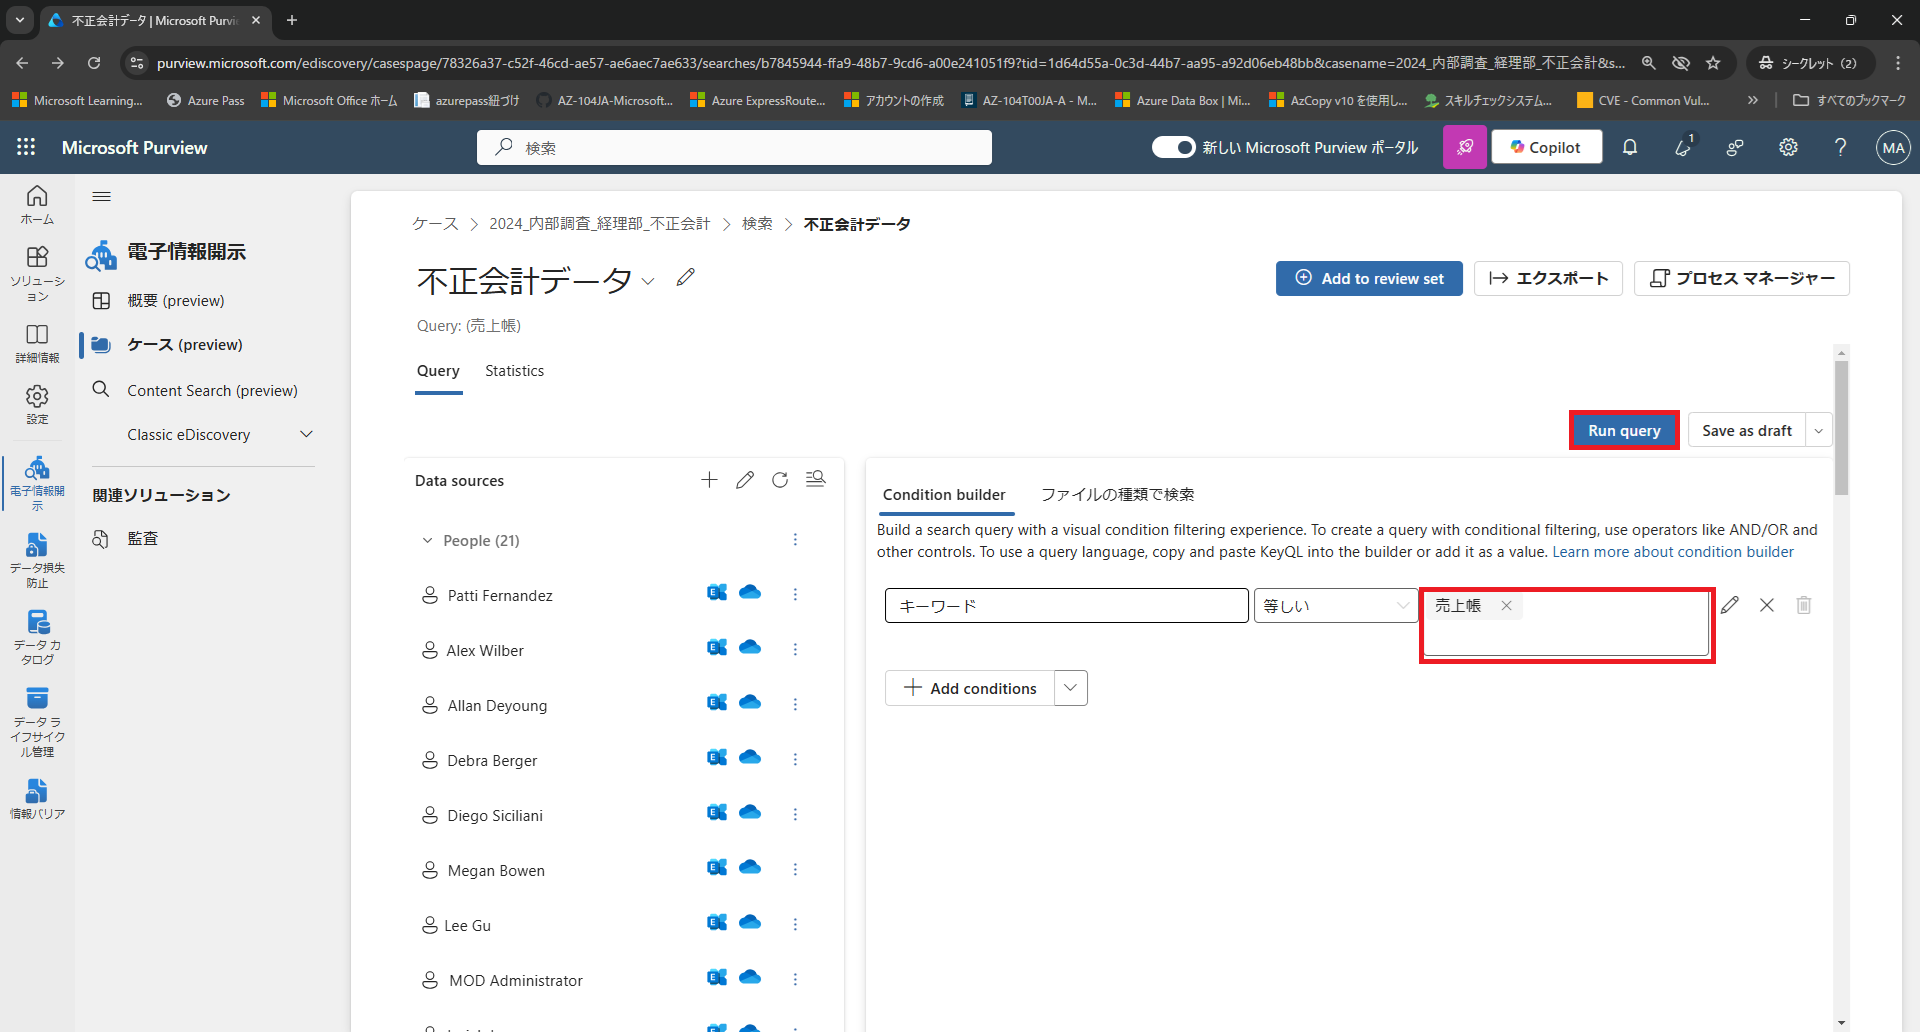 不正会計データ | Microsoft Purvie
purview.microsoft.com/ediscovery/casespage/78326a37-c52f-46cd-ae57-ae6aec7ae633/searches/b7845944-ffa9-48b7-9cd6-a00e241051f9?tid=1d64d55a-0c3d-44b7-aa95-a92d06eb48bb&casename=2024_内部調査_経理部_不正会計&s...
シークレット (2)
Microsoft Learning...
Azure Pass
Microsoft Office ホーム
azurepass紐づけ
AZ-104JA-Microsoft...
Azure ExpressRoute...
アカウントの作成
AZ-104T00JA-A - M...
Azure Data Box | Mi...
AzCopy v10 を使用し...
スキルチェックシステム...
CVE - Common Vul...
すべてのブックマーク
Microsoft Purview
検索
新しい Microsoft Purview ポータル
Copilot
1
MA
ホーム
ソリューシ
ョン
詳細情報
設定
電子情報開
示
データ損失
防止
データ カ
タログ
データ ラ
イフサイク
ル管理
情報バリア
電子情報開示
概要 (preview)
ケース (preview)
Content Search (preview)
Classic eDiscovery
関連ソリューション
監査
ケース > 2024_内部調査_経理部_不正会計 > 検索 > 不正会計データ
不正会計データ
Add to review set
エクスポート
プロセス マネージャー
Query: (売上帳)
Query
Statistics
Run query
Save as draft
Data sources
People (21)
Patti Fernandez
Alex Wilber
Allan Deyoung
Debra Berger
Diego Siciliani
Megan Bowen
Lee Gu
MOD Administrator
Condition builder
ファイルの種類で検索
Build a search query with a visual condition filtering experience. To create a query with conditional filtering, use operators like AND/OR and
other controls. To use a query language, copy and paste KeyQL into the builder or add it as a value. Learn more about condition builder
キーワード
等しい
売上帳
Add conditions